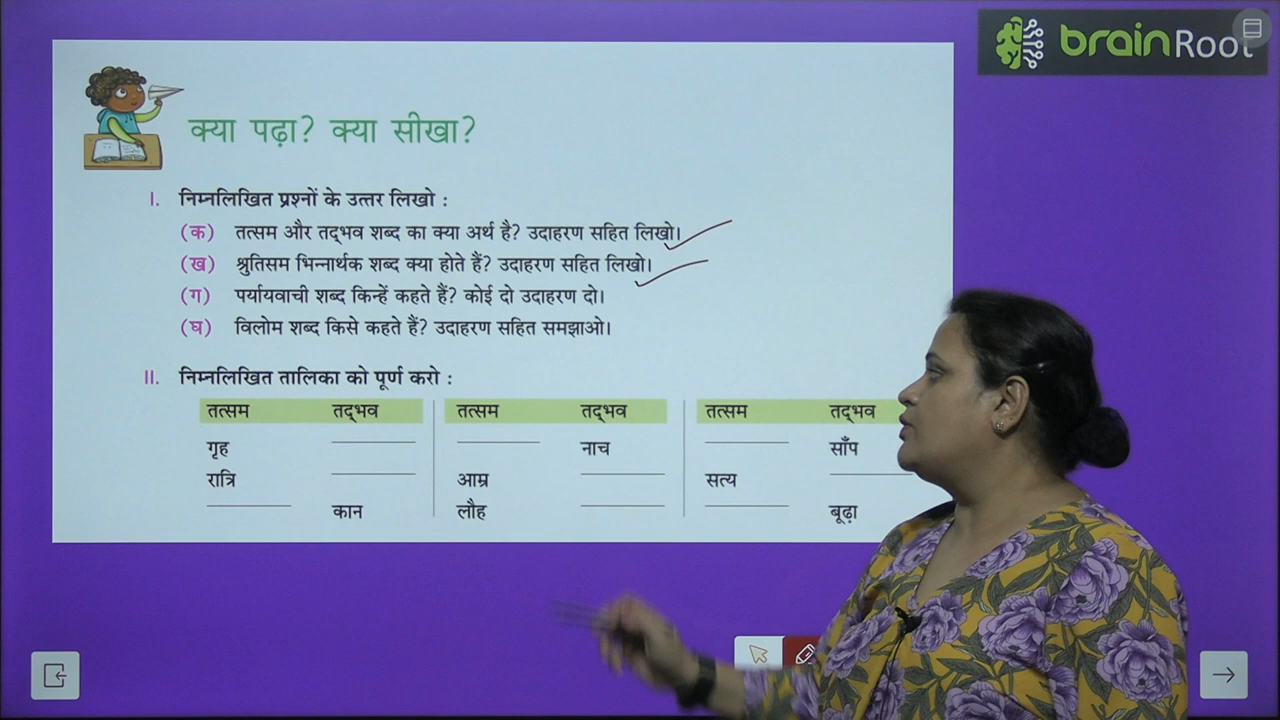 brainRoot
क्या पढ़ा? क्या सीखा?
I. निम्नलिखित प्रश्नों के उत्तर लिखो :
(क) तत्सम और तद्‌भव शब्द का क्या अर्थ है? उदाहरण सहित लिखो।
(ख) श्रुतिसम भिन्नार्थक शब्द क्या होते हैं? उदाहरण सहित लिखो।
(ग) पर्यायवाची शब्द किन्हें कहते हैं? कोई दो उदाहरण दो।
(घ) विलोम शब्द किसे कहते हैं? उदाहरण सहित समझाओ।
II. निम्नलिखित तालिका को पूर्ण करो :
तत्सम तद्‌भव तत्सम तद्‌भव तत्सम तद्‌भव
गृह नाच साँप
रात्रि आम्र सत्य
कान लौह बूढ़ा